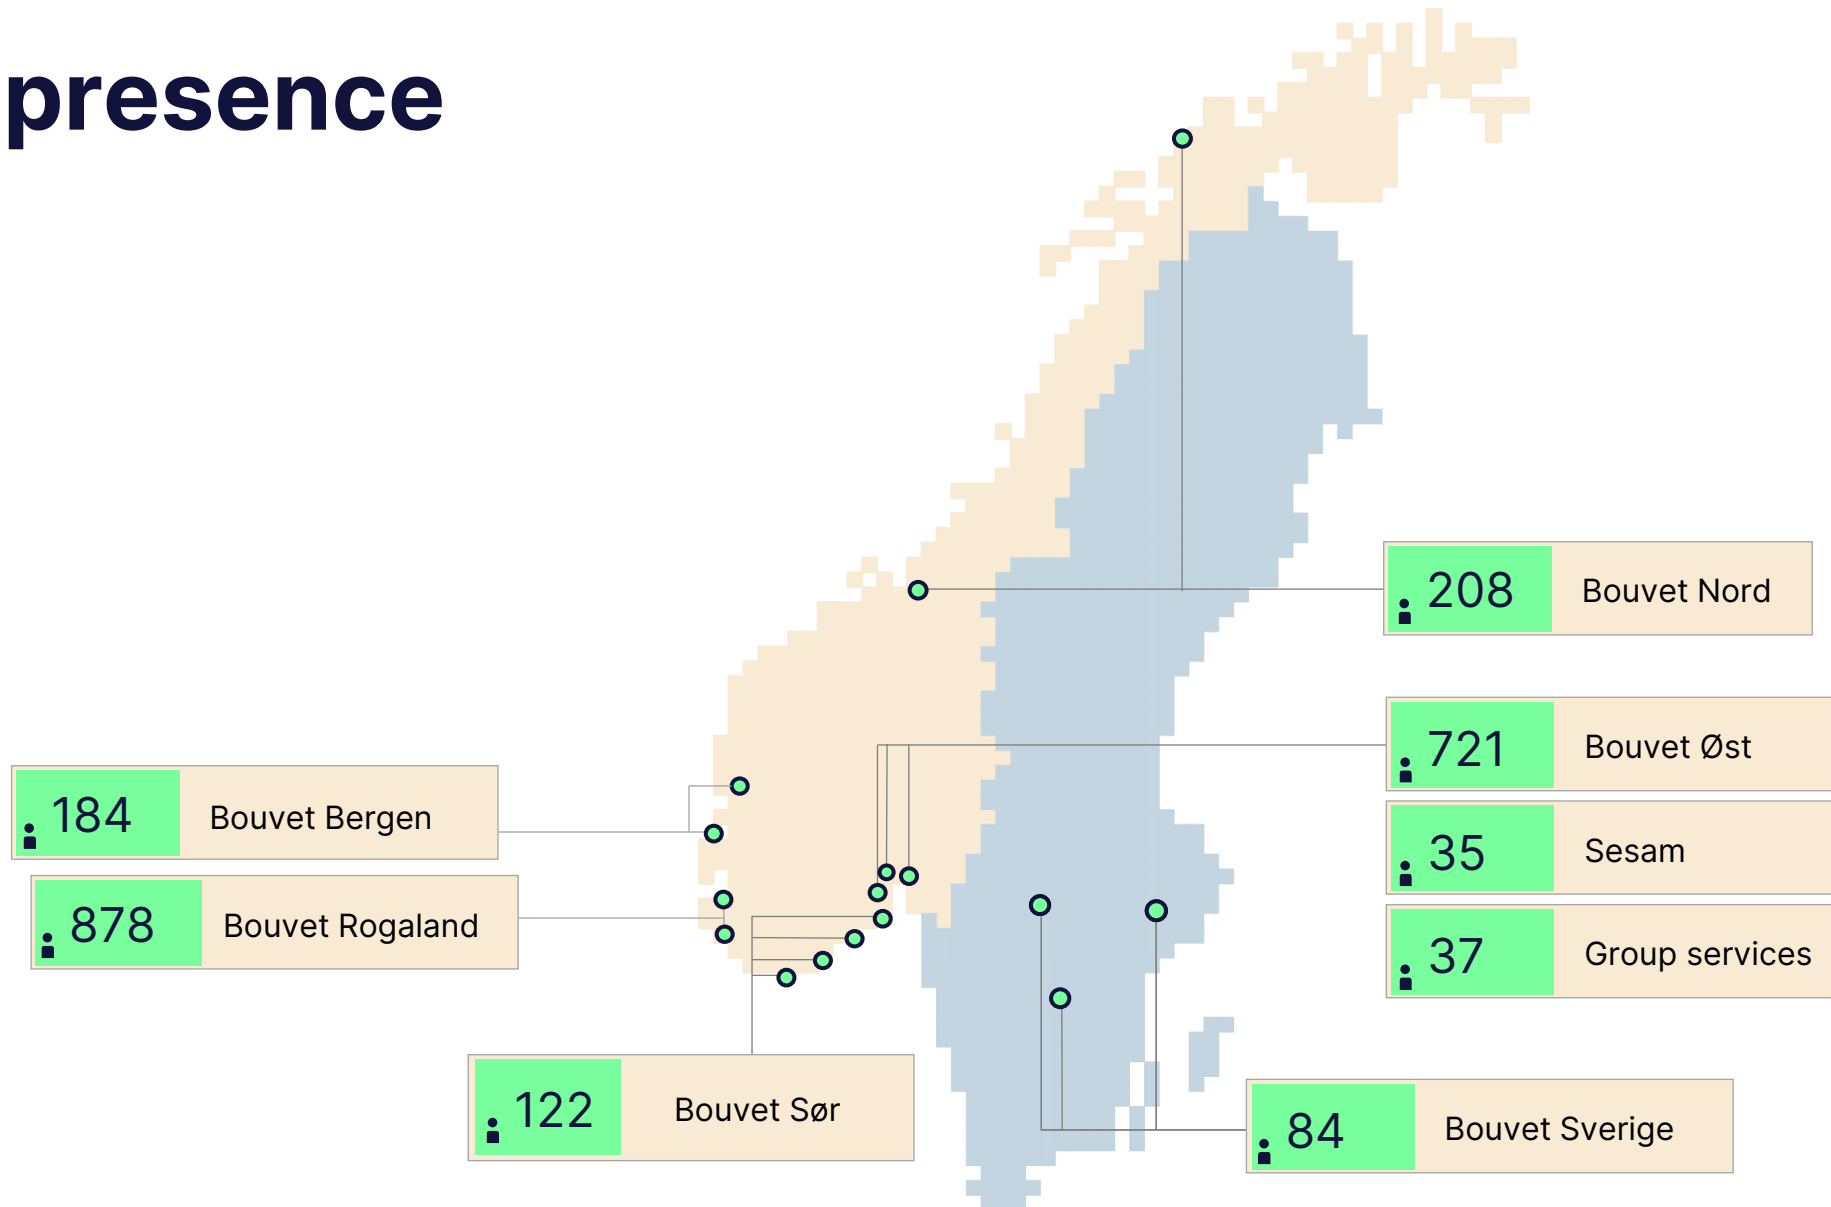 presence
208 Bouvet Nord
721 Bouvet Øst
184 Bouvet Bergen
35 Sesam
878 Bouvet Rogaland
37 Group services
122 Bouvet Sør
84 Bouvet Sverige